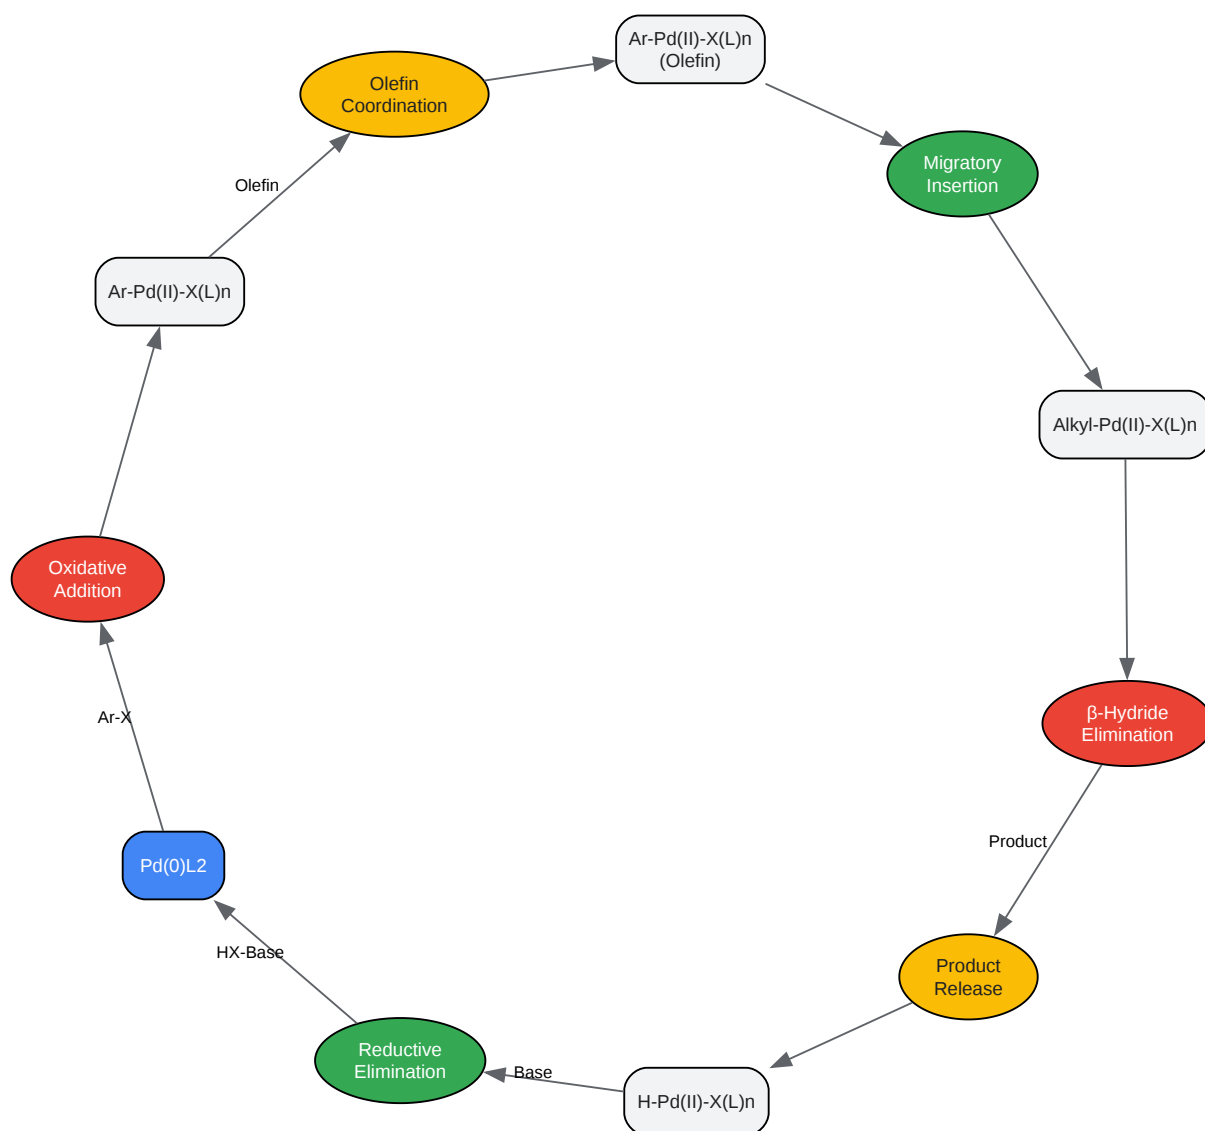 Ar-Pd(II)-X(L)n
(Olefin)
Olefin
Coordination
Migratory
Insertion
Olefin
Ar-Pd(II)-X(L)n
Alkyl-Pd(II)-X(L)n
Oxidative
Addition
β-Hydride
Elimination
Ar-X
Product
Pd(0)L2
HX-Base
Product
Release
Reductive
Elimination
Base
H-Pd(II)-X(L)n